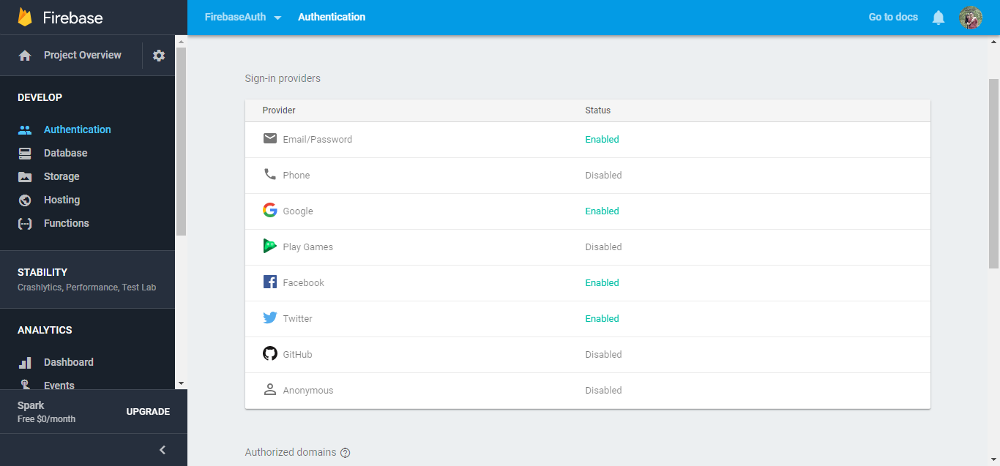 Firebase
FirebaseAuth
Authentication
Go to docs
Project Overview
DEVELOP
Authentication
Database
Storage
Hosting
Functions
STABILITY
Crashlytics, Performance, Test Lab
ANALYTICS
Dashboard
Events
Spark
Free $0/month
UPGRADE
Sign-in providers
Provider Status
Email/Password Enabled
Phone Disabled
Google Enabled
Play Games Disabled
Facebook Enabled
Twitter Enabled
GitHub Disabled
Anonymous Disabled
Authorized domains ?